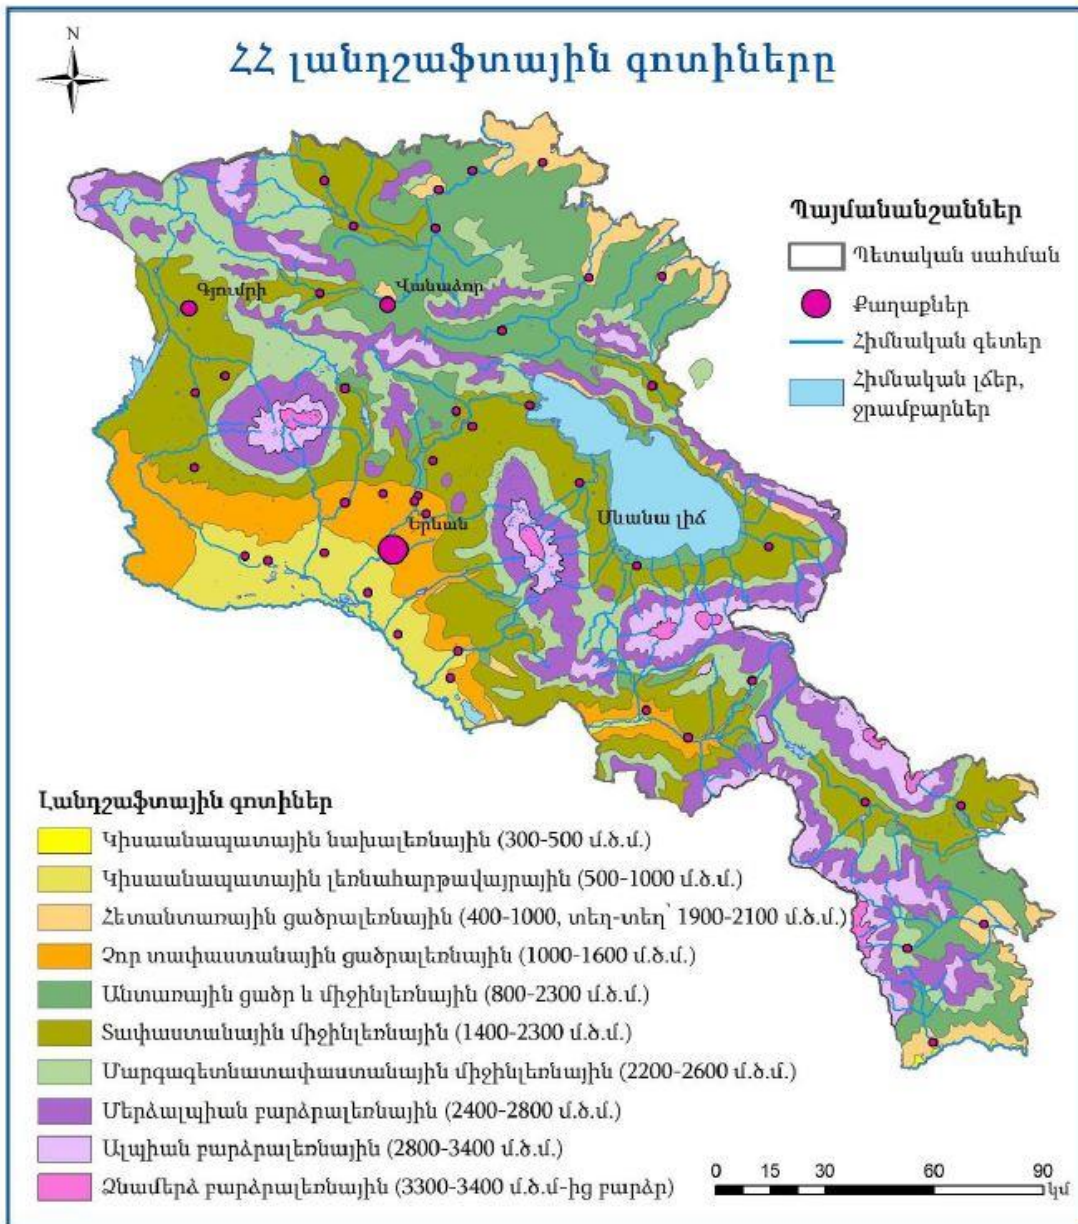 N
ՀՀ լանդշաֆտային գոտիները
Պայմանանշաններ
Պետական սահման
Քաղաքներ
Հիմնական գետեր
Հիմնական լճեր,
ջրամբարներ
Գյումրի
Վանաձոր
Երևան
Սևանա լիճ
Լանդշաֆտային գոտիներ
Կիսաանապատային նախալեռնային (300-500 մ.ծ.մ.)
Կիսաանապատային լեռնահարթավայրային (500-1000 մ.ծ.մ.)
Հետանտառային ցածրալեռնային (400-1000, տեղ-տեղ՝ 1900-2100 մ.ծ.մ.)
Չոր տափաստանային ցածրալեռնային (1000-1600 մ.ծ.մ.)
Անտառային ցածր և միջինլեռնային (800-2300 մ.ծ.մ.)
Տափաստանային միջինլեռնային (1400-2300 մ.ծ.մ.)
Մարգագետնատափաստանային միջինլեռնային (2200-2600 մ.ծ.մ.)
Մերձալպիան բարձրալեռնային (2400-2800 մ.ծ.մ.)
Ալպիան բարձրալեռնային (2800-3400 մ.ծ.մ.)
Ձնամերձ բարձրալեռնային (3300-3400 մ.ծ.մ-ից բարձր)
0 15 30 60 90
կմ